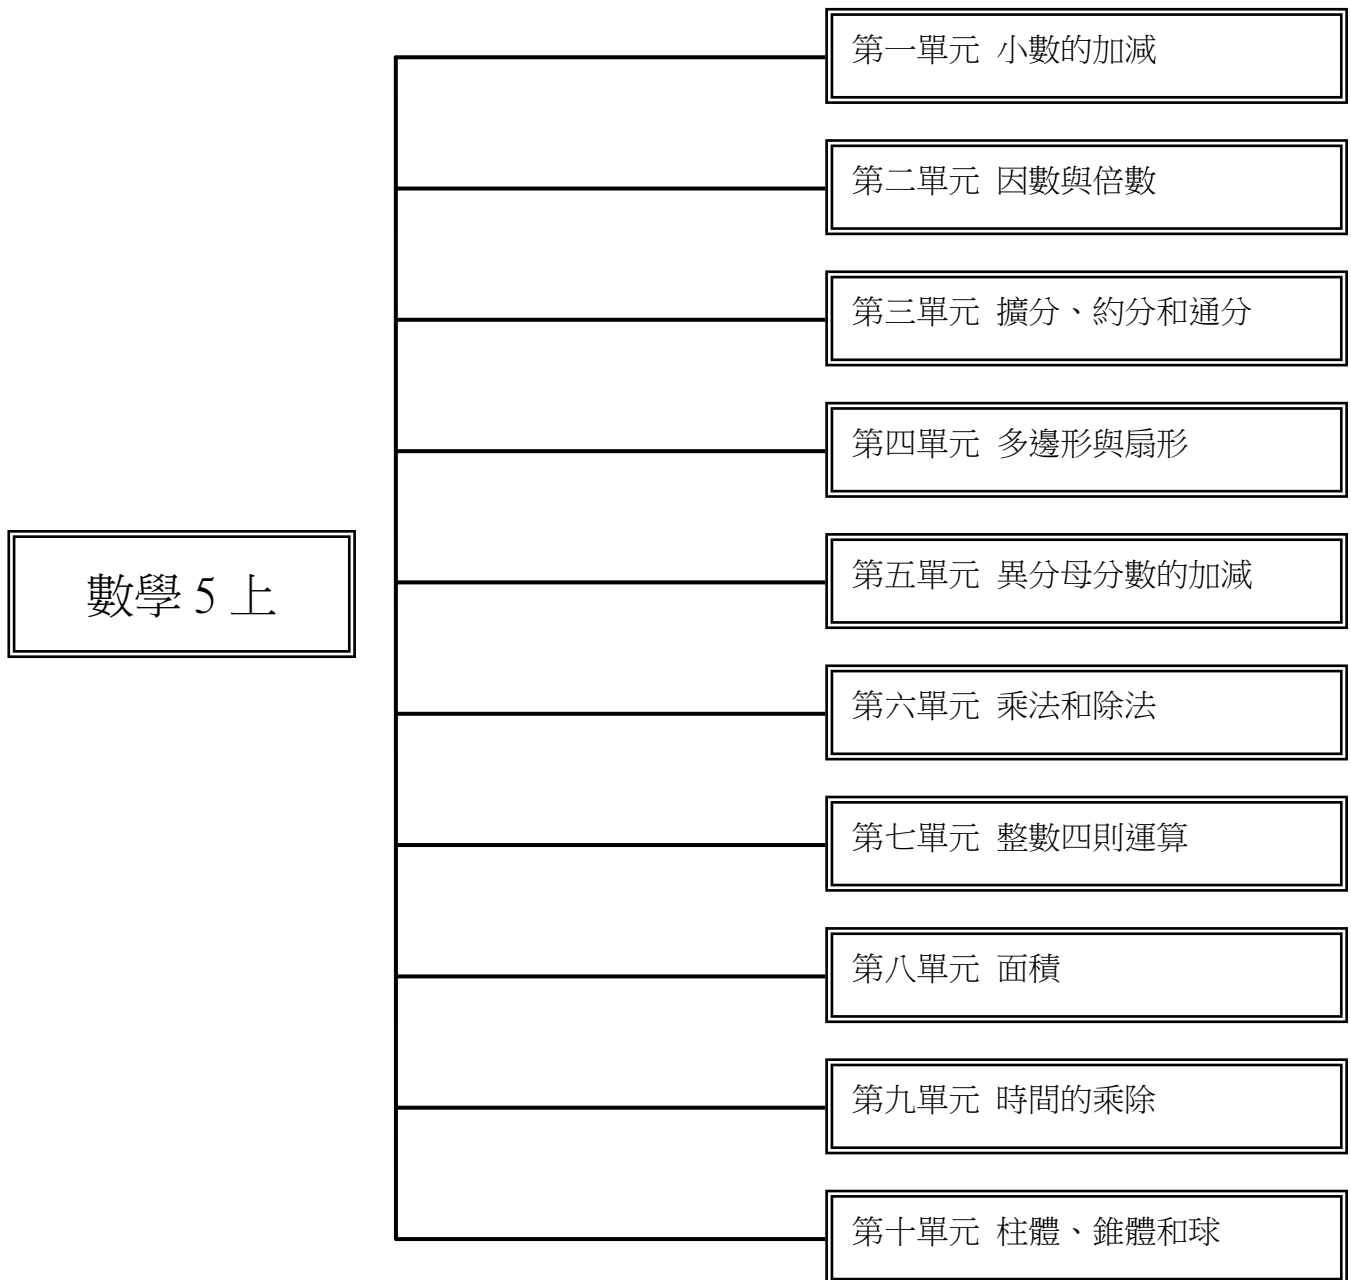 第一單元 小數的加減
第二單元 因數與倍數
第三單元 擴分、約分和通分
第四單元 多邊形與扇形
數學 5 上
第五單元 異分母分數的加減
第六單元 乘法和除法
第七單元 整數四則運算
第八單元 面積
第九單元 時間的乘除
第十單元 柱體、錐體和球